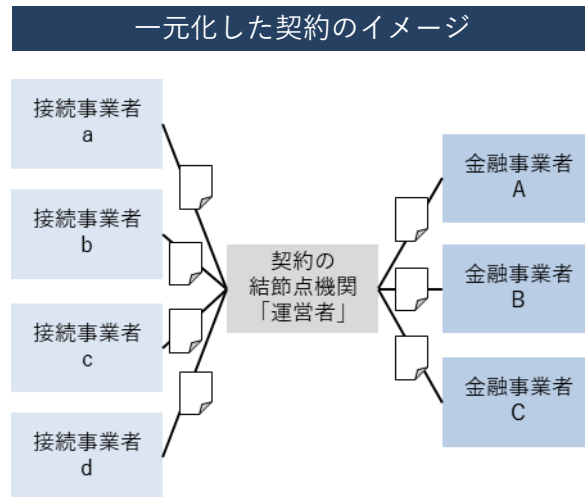 一元化した契約のイメージ
接続事業者
a
接続事業者
b
接続事業者
c
接続事業者
d
契約の
結節点機関
「運営者」
金融事業者
A
金融事業者
B
金融事業者
C